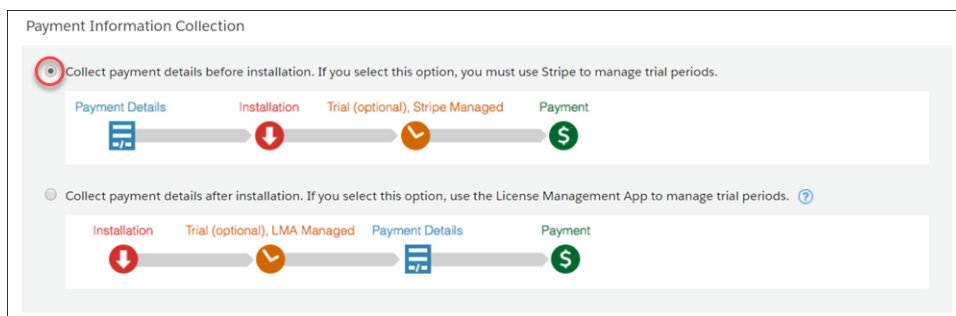 Payment Information Collection
Collect payment details before installation. If you select this option, you must use Stripe to manage trial periods.
Payment Details Installation Trial (optional), Stripe Managed Payment
$
Collect payment details after installation. If you select this option, use the License Management App to manage trial periods. ?
Installation Trial (optional), LMA Managed Payment Details Payment
$